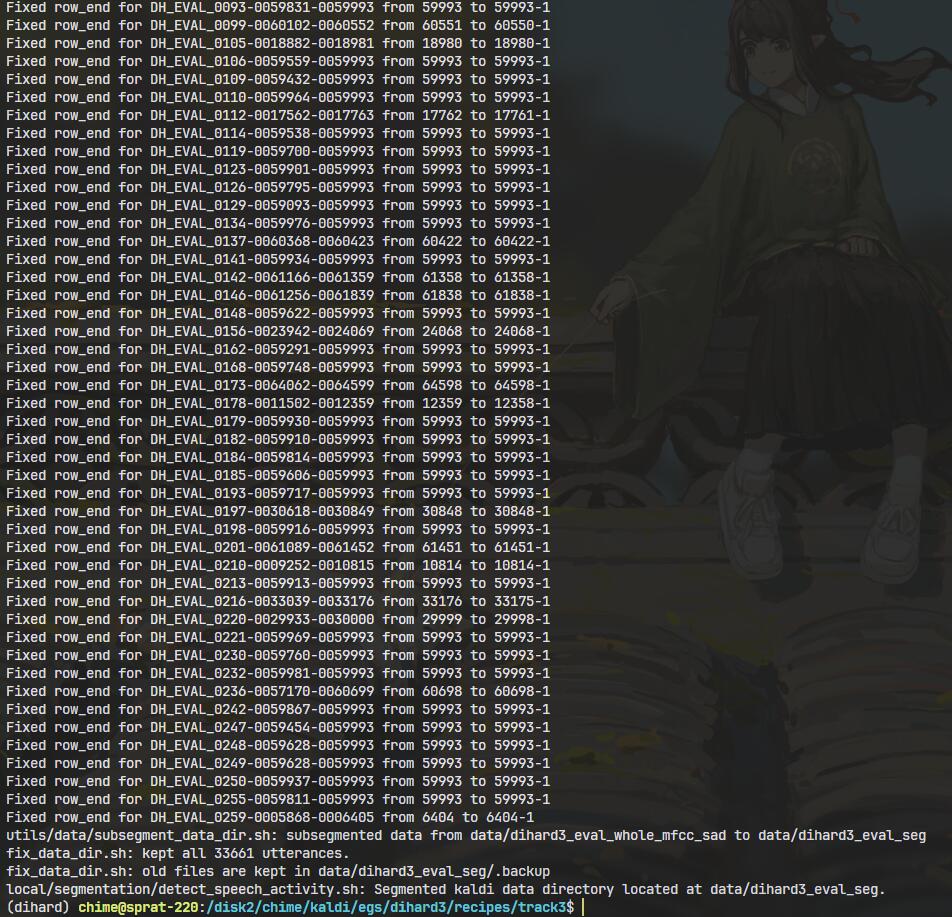 Fixed row_end for DH_EVAL_0093-0059831-0059993 from 59993 to 59993-1
Fixed row_end for DH_EVAL_0099-0060102-0060552 from 60551 to 60550-1
Fixed row_end for DH_EVAL_0105-0018882-0018981 from 18980 to 18980-1
Fixed row_end for DH_EVAL_0106-0059559-0059993 from 59993 to 59993-1
Fixed row_end for DH_EVAL_0109-0059432-0059993 from 59993 to 59993-1
Fixed row_end for DH_EVAL_0110-0059964-0059993 from 59993 to 59993-1
Fixed row_end for DH_EVAL_0112-0017562-0017763 from 17762 to 17761-1
Fixed row_end for DH_EVAL_0114-0059538-0059993 from 59993 to 59993-1
Fixed row_end for DH_EVAL_0119-0059700-0059993 from 59993 to 59993-1
Fixed row_end for DH_EVAL_0123-0059901-0059993 from 59993 to 59993-1
Fixed row_end for DH_EVAL_0126-0059795-0059993 from 59993 to 59993-1
Fixed row_end for DH_EVAL_0129-0059093-0059993 from 59993 to 59993-1
Fixed row_end for DH_EVAL_0134-0059976-0059993 from 59993 to 59993-1
Fixed row_end for DH_EVAL_0137-0060368-0060423 from 60422 to 60422-1
Fixed row_end for DH_EVAL_0141-0059934-0059993 from 59993 to 59993-1
Fixed row_end for DH_EVAL_0142-0061166-0061359 from 61358 to 61358-1
Fixed row_end for DH_EVAL_0146-0061256-0061839 from 61838 to 61838-1
Fixed row_end for DH_EVAL_0148-0059622-0059993 from 59993 to 59993-1
Fixed row_end for DH_EVAL_0156-0023942-0024069 from 24068 to 24068-1
Fixed row_end for DH_EVAL_0162-0059291-0059993 from 59993 to 59993-1
Fixed row_end for DH_EVAL_0168-0059748-0059993 from 59993 to 59993-1
Fixed row_end for DH_EVAL_0173-0064062-0064599 from 64598 to 64598-1
Fixed row_end for DH_EVAL_0178-0011502-0012359 from 12359 to 12358-1
Fixed row_end for DH_EVAL_0179-0059930-0059993 from 59993 to 59993-1
Fixed row_end for DH_EVAL_0182-0059910-0059993 from 59993 to 59993-1
Fixed row_end for DH_EVAL_0184-0059814-0059993 from 59993 to 59993-1
Fixed row_end for DH_EVAL_0185-0059606-0059993 from 59993 to 59993-1
Fixed row_end for DH_EVAL_0193-0059717-0059993 from 59993 to 59993-1
Fixed row_end for DH_EVAL_0197-0030618-0030849 from 30848 to 30848-1
Fixed row_end for DH_EVAL_0198-0059916-0059993 from 59993 to 59993-1
Fixed row_end for DH_EVAL_0201-0061089-0061452 from 61451 to 61451-1
Fixed row_end for DH_EVAL_0210-0009252-0010815 from 10814 to 10814-1
Fixed row_end for DH_EVAL_0213-0059913-0059993 from 59993 to 59993-1
Fixed row_end for DH_EVAL_0216-0033039-0033176 from 33176 to 33175-1
Fixed row_end for DH_EVAL_0220-0029933-0030000 from 29999 to 29998-1
Fixed row_end for DH_EVAL_0221-0059969-0059993 from 59993 to 59993-1
Fixed row_end for DH_EVAL_0230-0059760-0059993 from 59993 to 59993-1
Fixed row_end for DH_EVAL_0232-0059981-0059993 from 59993 to 59993-1
Fixed row_end for DH_EVAL_0236-0057170-0060699 from 60698 to 60698-1
Fixed row_end for DH_EVAL_0242-0059867-0059993 from 59993 to 59993-1
Fixed row_end for DH_EVAL_0247-0059454-0059993 from 59993 to 59993-1
Fixed row_end for DH_EVAL_0248-0059628-0059993 from 59993 to 59993-1
Fixed row_end for DH_EVAL_0249-0059628-0059993 from 59993 to 59993-1
Fixed row_end for DH_EVAL_0250-0059937-0059993 from 59993 to 59993-1
Fixed row_end for DH_EVAL_0255-0059811-0059993 from 59993 to 59993-1
Fixed row_end for DH_EVAL_0259-0005868-0006405 from 6404 to 6404-1
utils/data/subsegment_data_dir.sh: subsegmented data from data/dihard3_eval_whole_mfcc_sad to data/dihard3_eval_seg
fix_data_dir.sh: kept all 33661 utterances.
fix_data_dir.sh: old files are kept in data/dihard3_eval_seg/.backup
local/segmentation/detect_speech_activity.sh: Segmented kaldi data directory located at data/dihard3_eval_seg.
(dihard) chime@sprat-220:/disk2/chime/kaldi/egs/dihard3/recipes/track3$